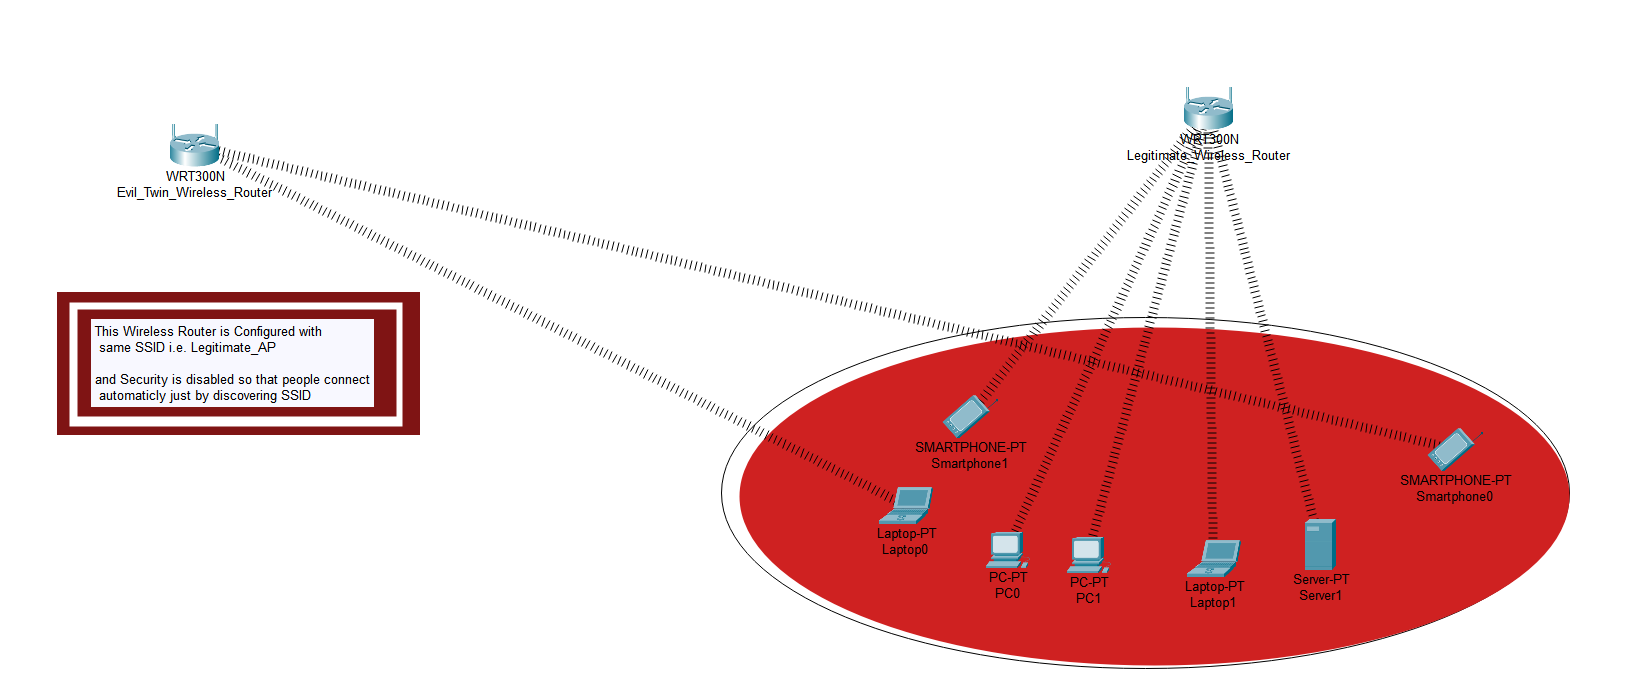 WRT300N
Legitimate_Wireless_Router
WRT300N
Evil_Twin_Wireless_Router
This Wireless Router is Configured with
same SSID i.e. Legitimate_AP
and Security is disabled so that people connect
automaticly just by discovering SSID
SMARTPHONE-PT
Smartphone1
SMARTPHONE-PT
Smartphone0
Laptop-PT
Laptop0
PC-PT
PC0
PC-PT
PC1
Laptop-PT
Laptop1
Server-PT
Server1